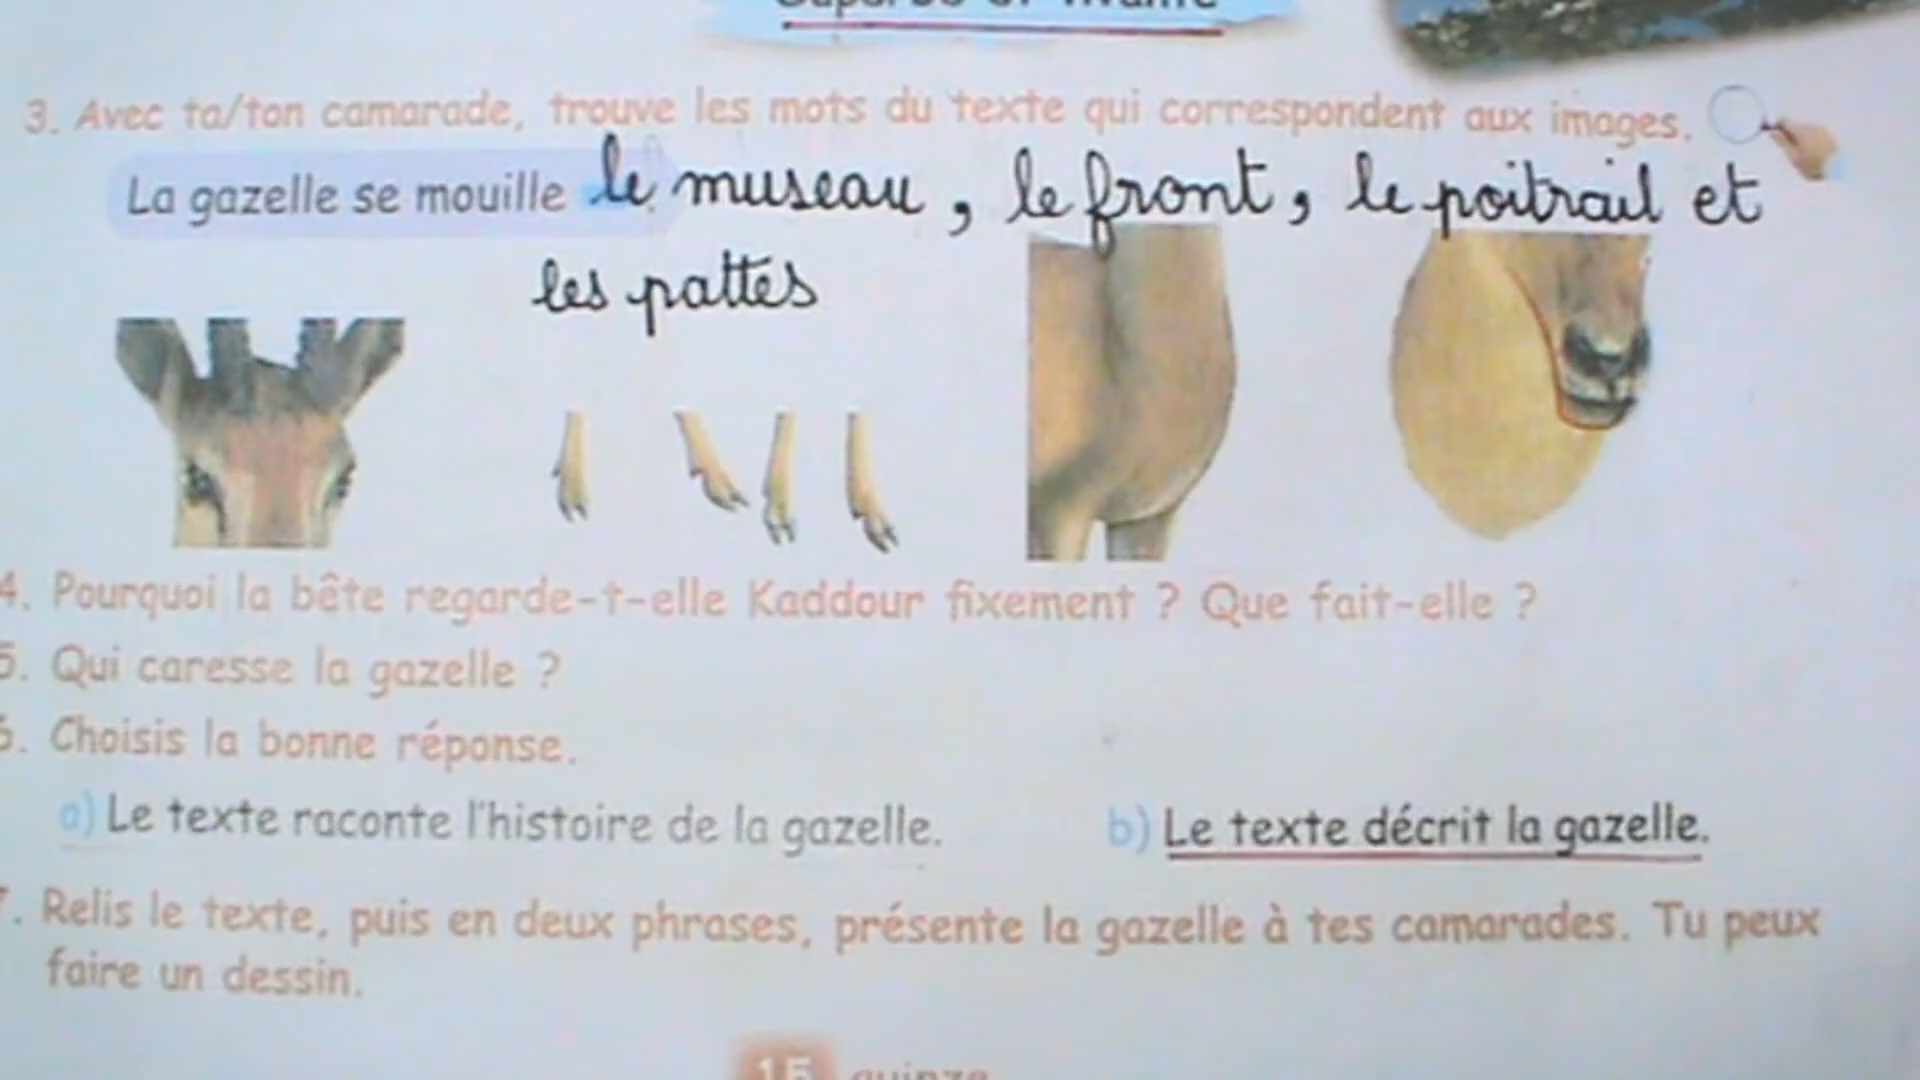 3. Avec ta/ton camarade, trouve les mots du texte qui correspondent aux images.
La gazelle se mouille le museau, le front, le poitrail et
les pattes
4. Pourquoi la bête regarde-t-elle Kaddour fixement ? Que fait-elle ?
5. Qui caresse la gazelle ?
6. Choisis la bonne réponse.
a) Le texte raconte l'histoire de la gazelle. b) Le texte décrit la gazelle.
7. Relis le texte, puis en deux phrases, présente la gazelle à tes camarades. Tu peux
faire un dessin.
15 quinze